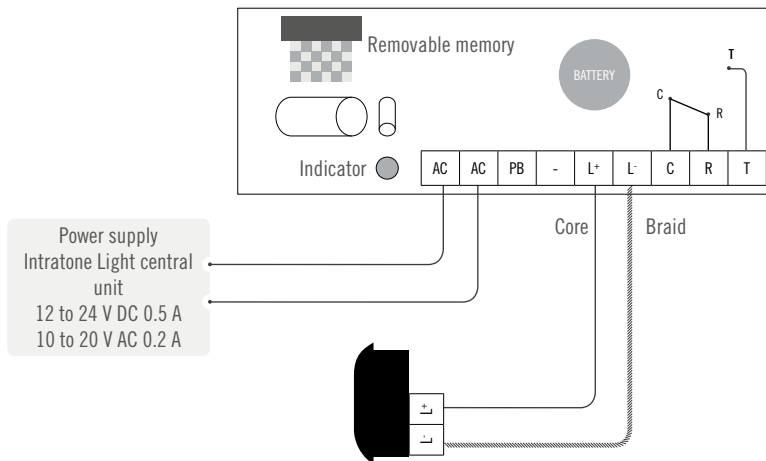 Removable memory
BATTERY
T
C
R
Indicator
AC AC PB - L+ L- C R T
Core Braid
Power supply
Intratone Light central
unit
12 to 24 V DC 0.5 A
10 to 20 V AC 0.2 A
L+
L-